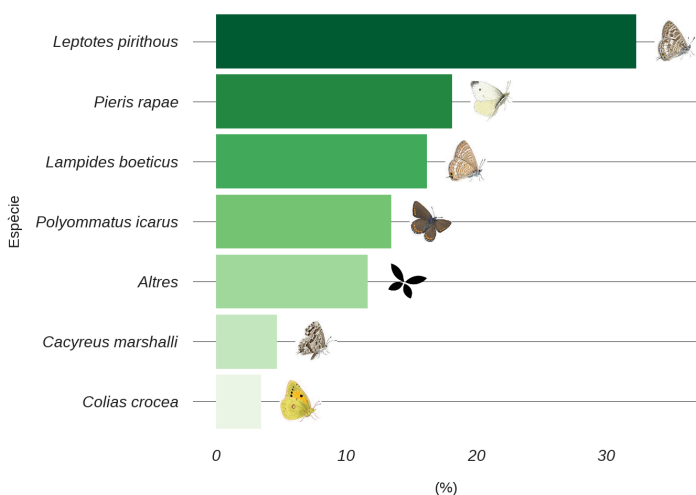 Leptotes pirithous
Pieris rapae
Lampides boeticus
Polyommatus icarus
Altres
Cacyreus marshalli
Colias crocea
Espècie
0 10 20 30
(%)